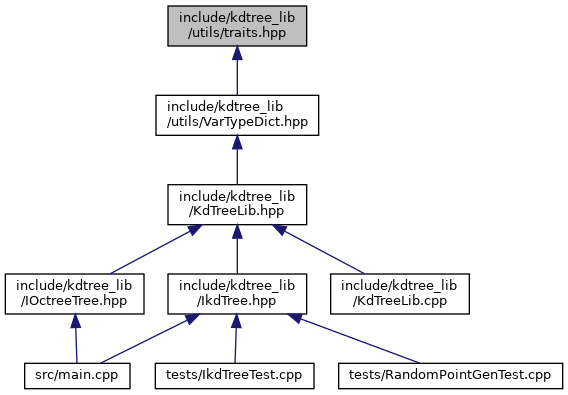 include/kdtree_lib
/utils/traits.hpp
include/kdtree_lib
/utils/VarTypeDict.hpp
include/kdtree_lib
/KdTreeLib.hpp
include/kdtree_lib
/IOctreeTree.hpp
include/kdtree_lib
/IkdTree.hpp
include/kdtree_lib
/KdTreeLib.cpp
src/main.cpp
tests/IkdTreeTest.cpp
tests/RandomPointGenTest.cpp